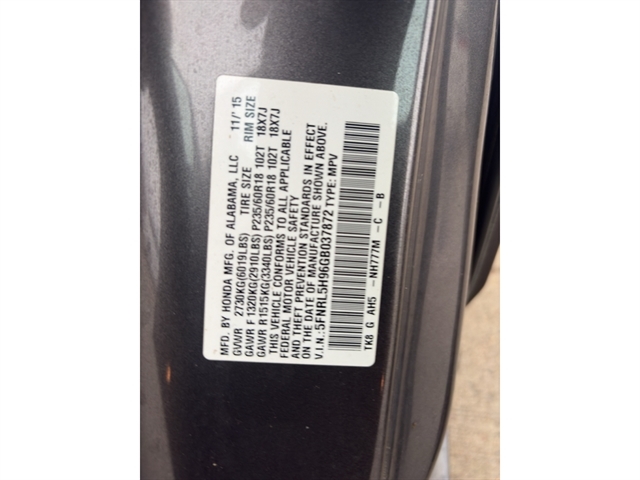 MFD. BY HONDA MFG. OF ALABAMA, LLC 11/'15
GVWR 2730KG(6019LBS) TIRE SIZE RIM SIZE
GAWR F 1320KG(2910LBS) P235/60R18 102T 18X7J
GAWR R 1515KG(3340LBS) P235/60R18 102T 18X7J
THIS VEHICLE CONFORMS TO ALL APPLICABLE
FEDERAL MOTOR VEHICLE SAFETY
AND THEFT PREVENTION STANDARDS IN EFFECT
ON THE DATE OF MANUFACTURE SHOWN ABOVE.
V.I.N.: 5FNRL5H96GB037872 TYPE: MPV
TK8 G AH5 - NH777M - C - B